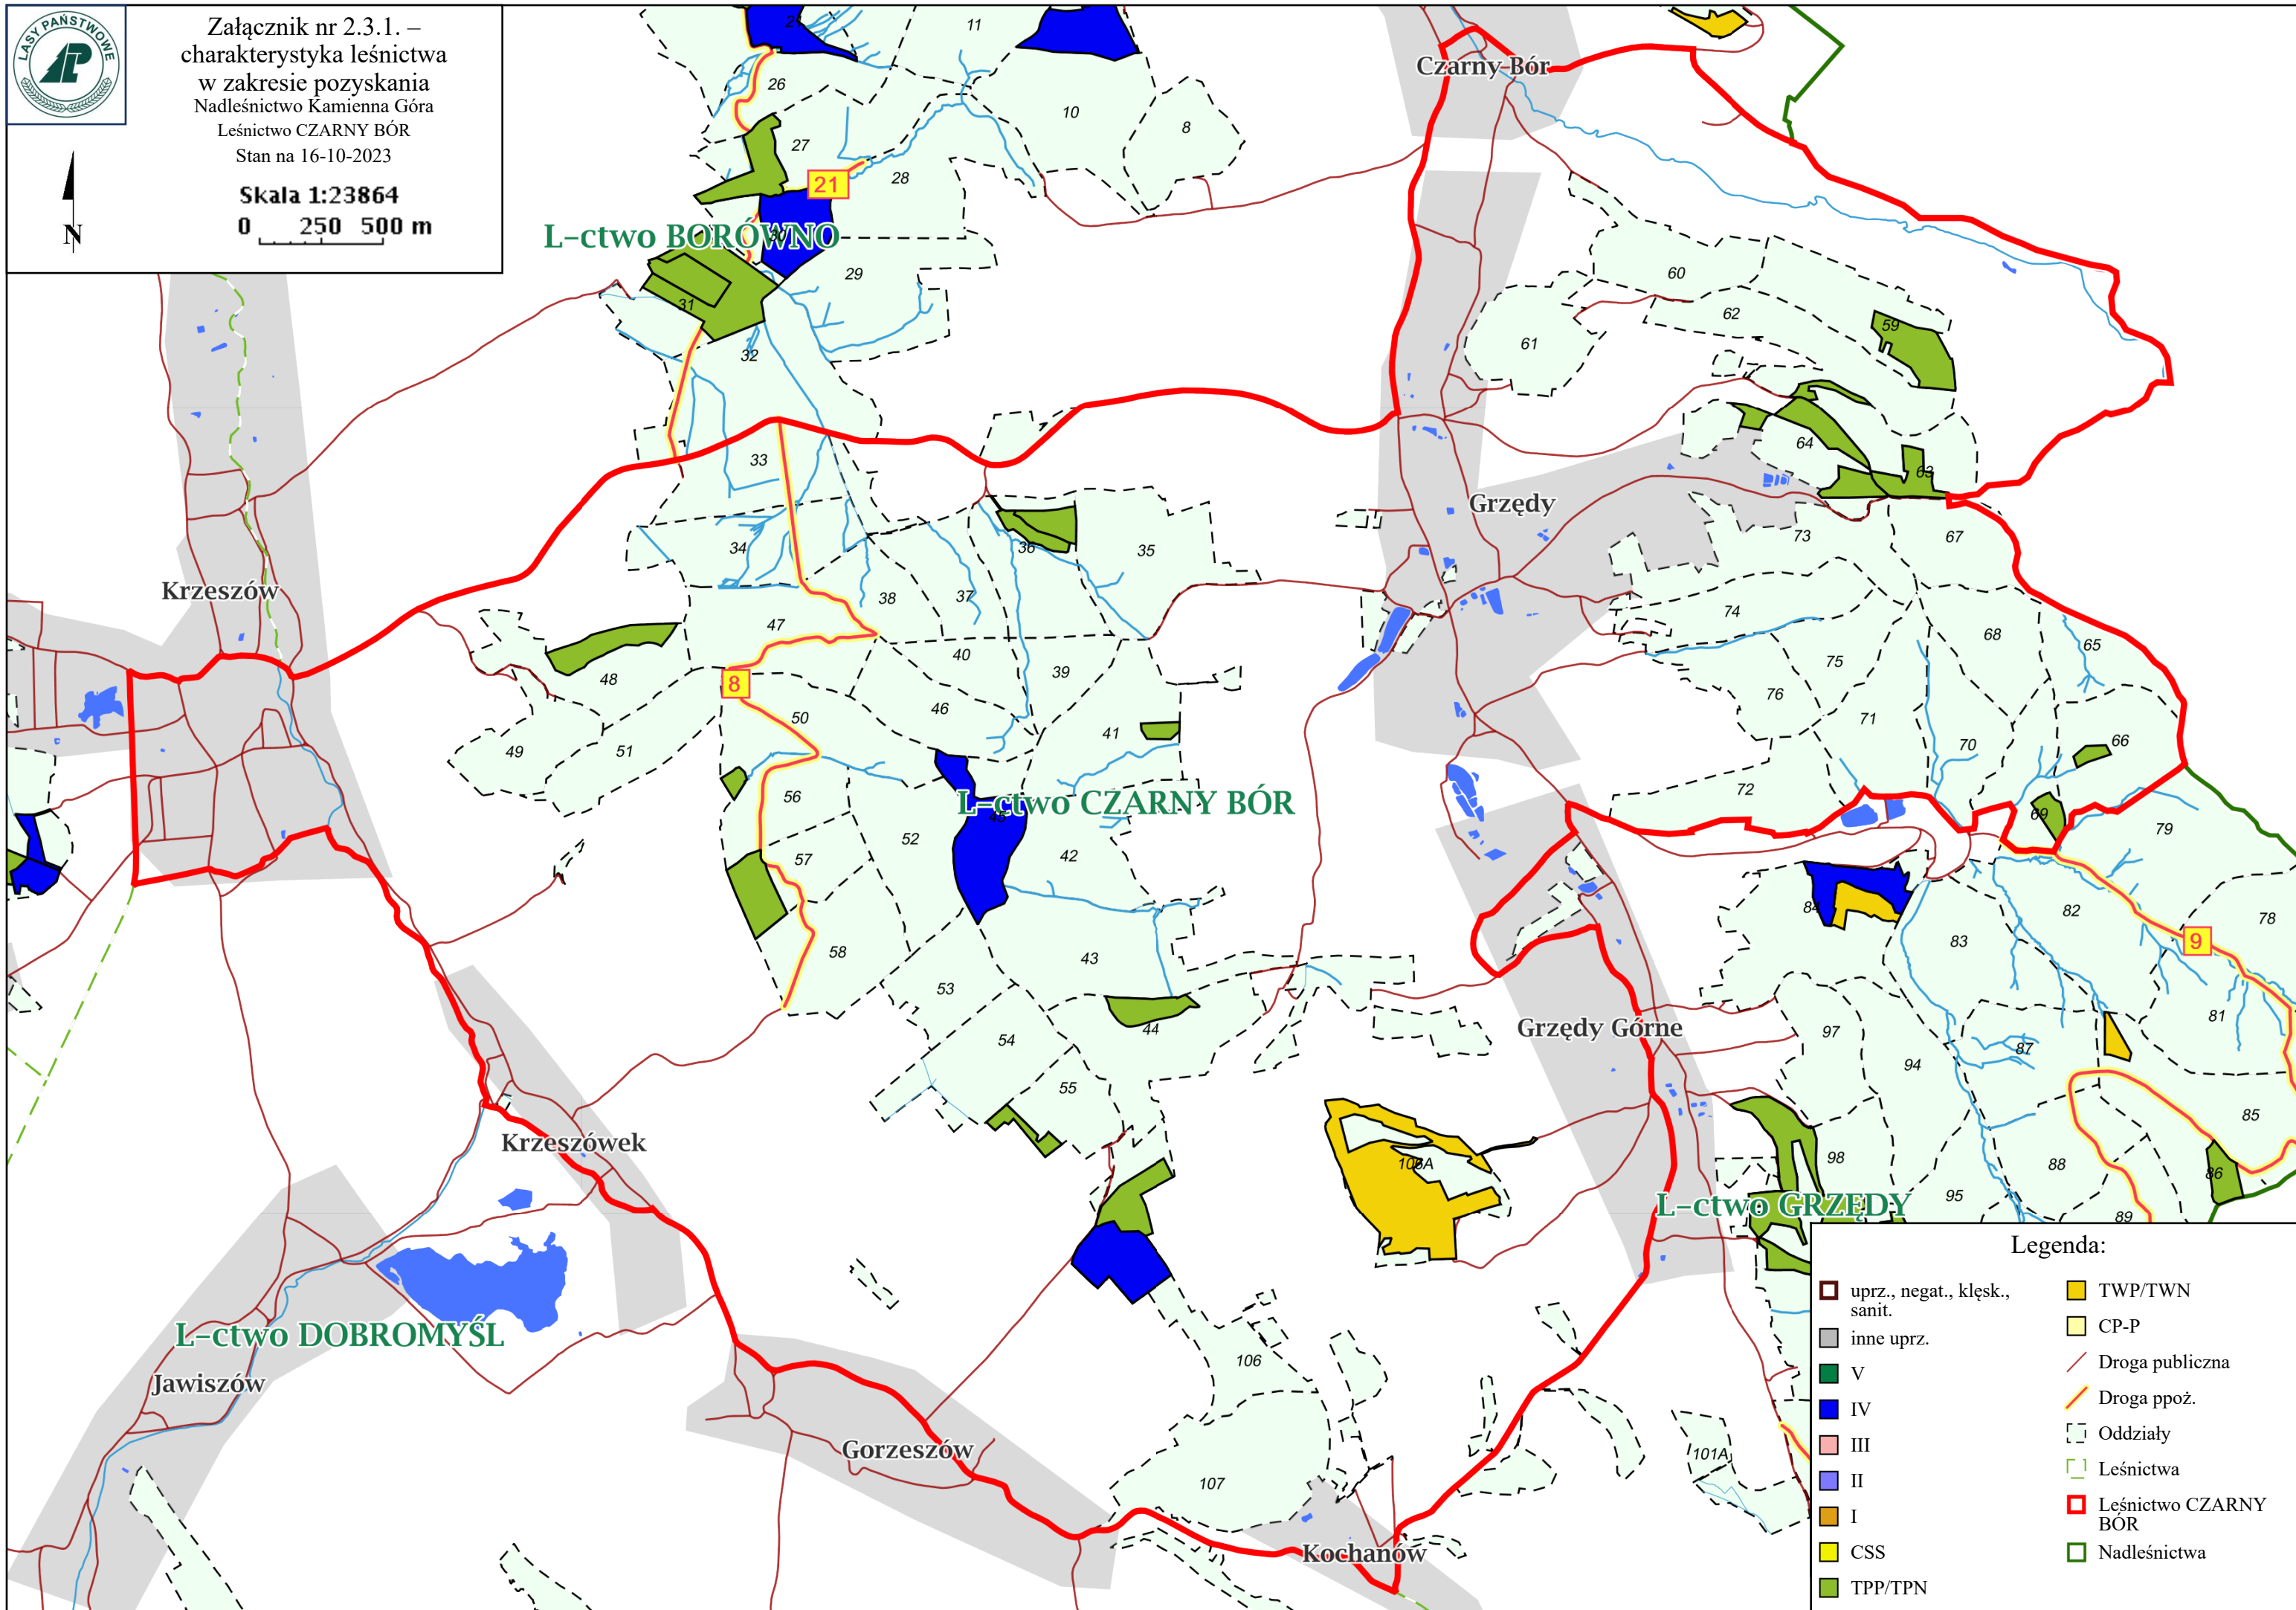 LASY PAŃSTWOWE
Załącznik nr 2.3.1. –
charakterystyka leśnictwa
w zakresie pozyskania
Nadleśnictwo Kamienna Góra
Leśnictwo CZARNY BÓR
Stan na 16-10-2023
Skala 1:23864
0 250 500 m
N
11
26
10
8
27
28
21
30
29
31
32
L-ctwo BORÓWNO
Czarny Bór
60
62
59
61
64
63
33
34
36
35
38
37
47
40
39
48
46
41
50
49
51
8
Krzeszów
Grzędy
73
67
74
68
65
75
76
71
70
66
72
69
79
56
45
L-ctwo CZARNY BÓR
52
57
42
58
43
53
54
44
55
84
82
78
83
9
81
97
87
94
85
98
88
86
95
89
Grzędy Górne
Krzeszówek
106A
L-ctwo GRZĘDY
L-ctwo DOBROMYŚL
Jawiszów
106
107
101A
Gorzeszów
Kochanów
Legenda:
uprz., negat., klęsk.,
sanit.
inne uprz.
V
IV
III
II
I
CSS
TPP/TPN
TWP/TWN
CP-P
Droga publiczna
Droga ppoż.
Oddziały
Leśnictwa
Leśnictwo CZARNY
BÓR
Nadleśnictwa